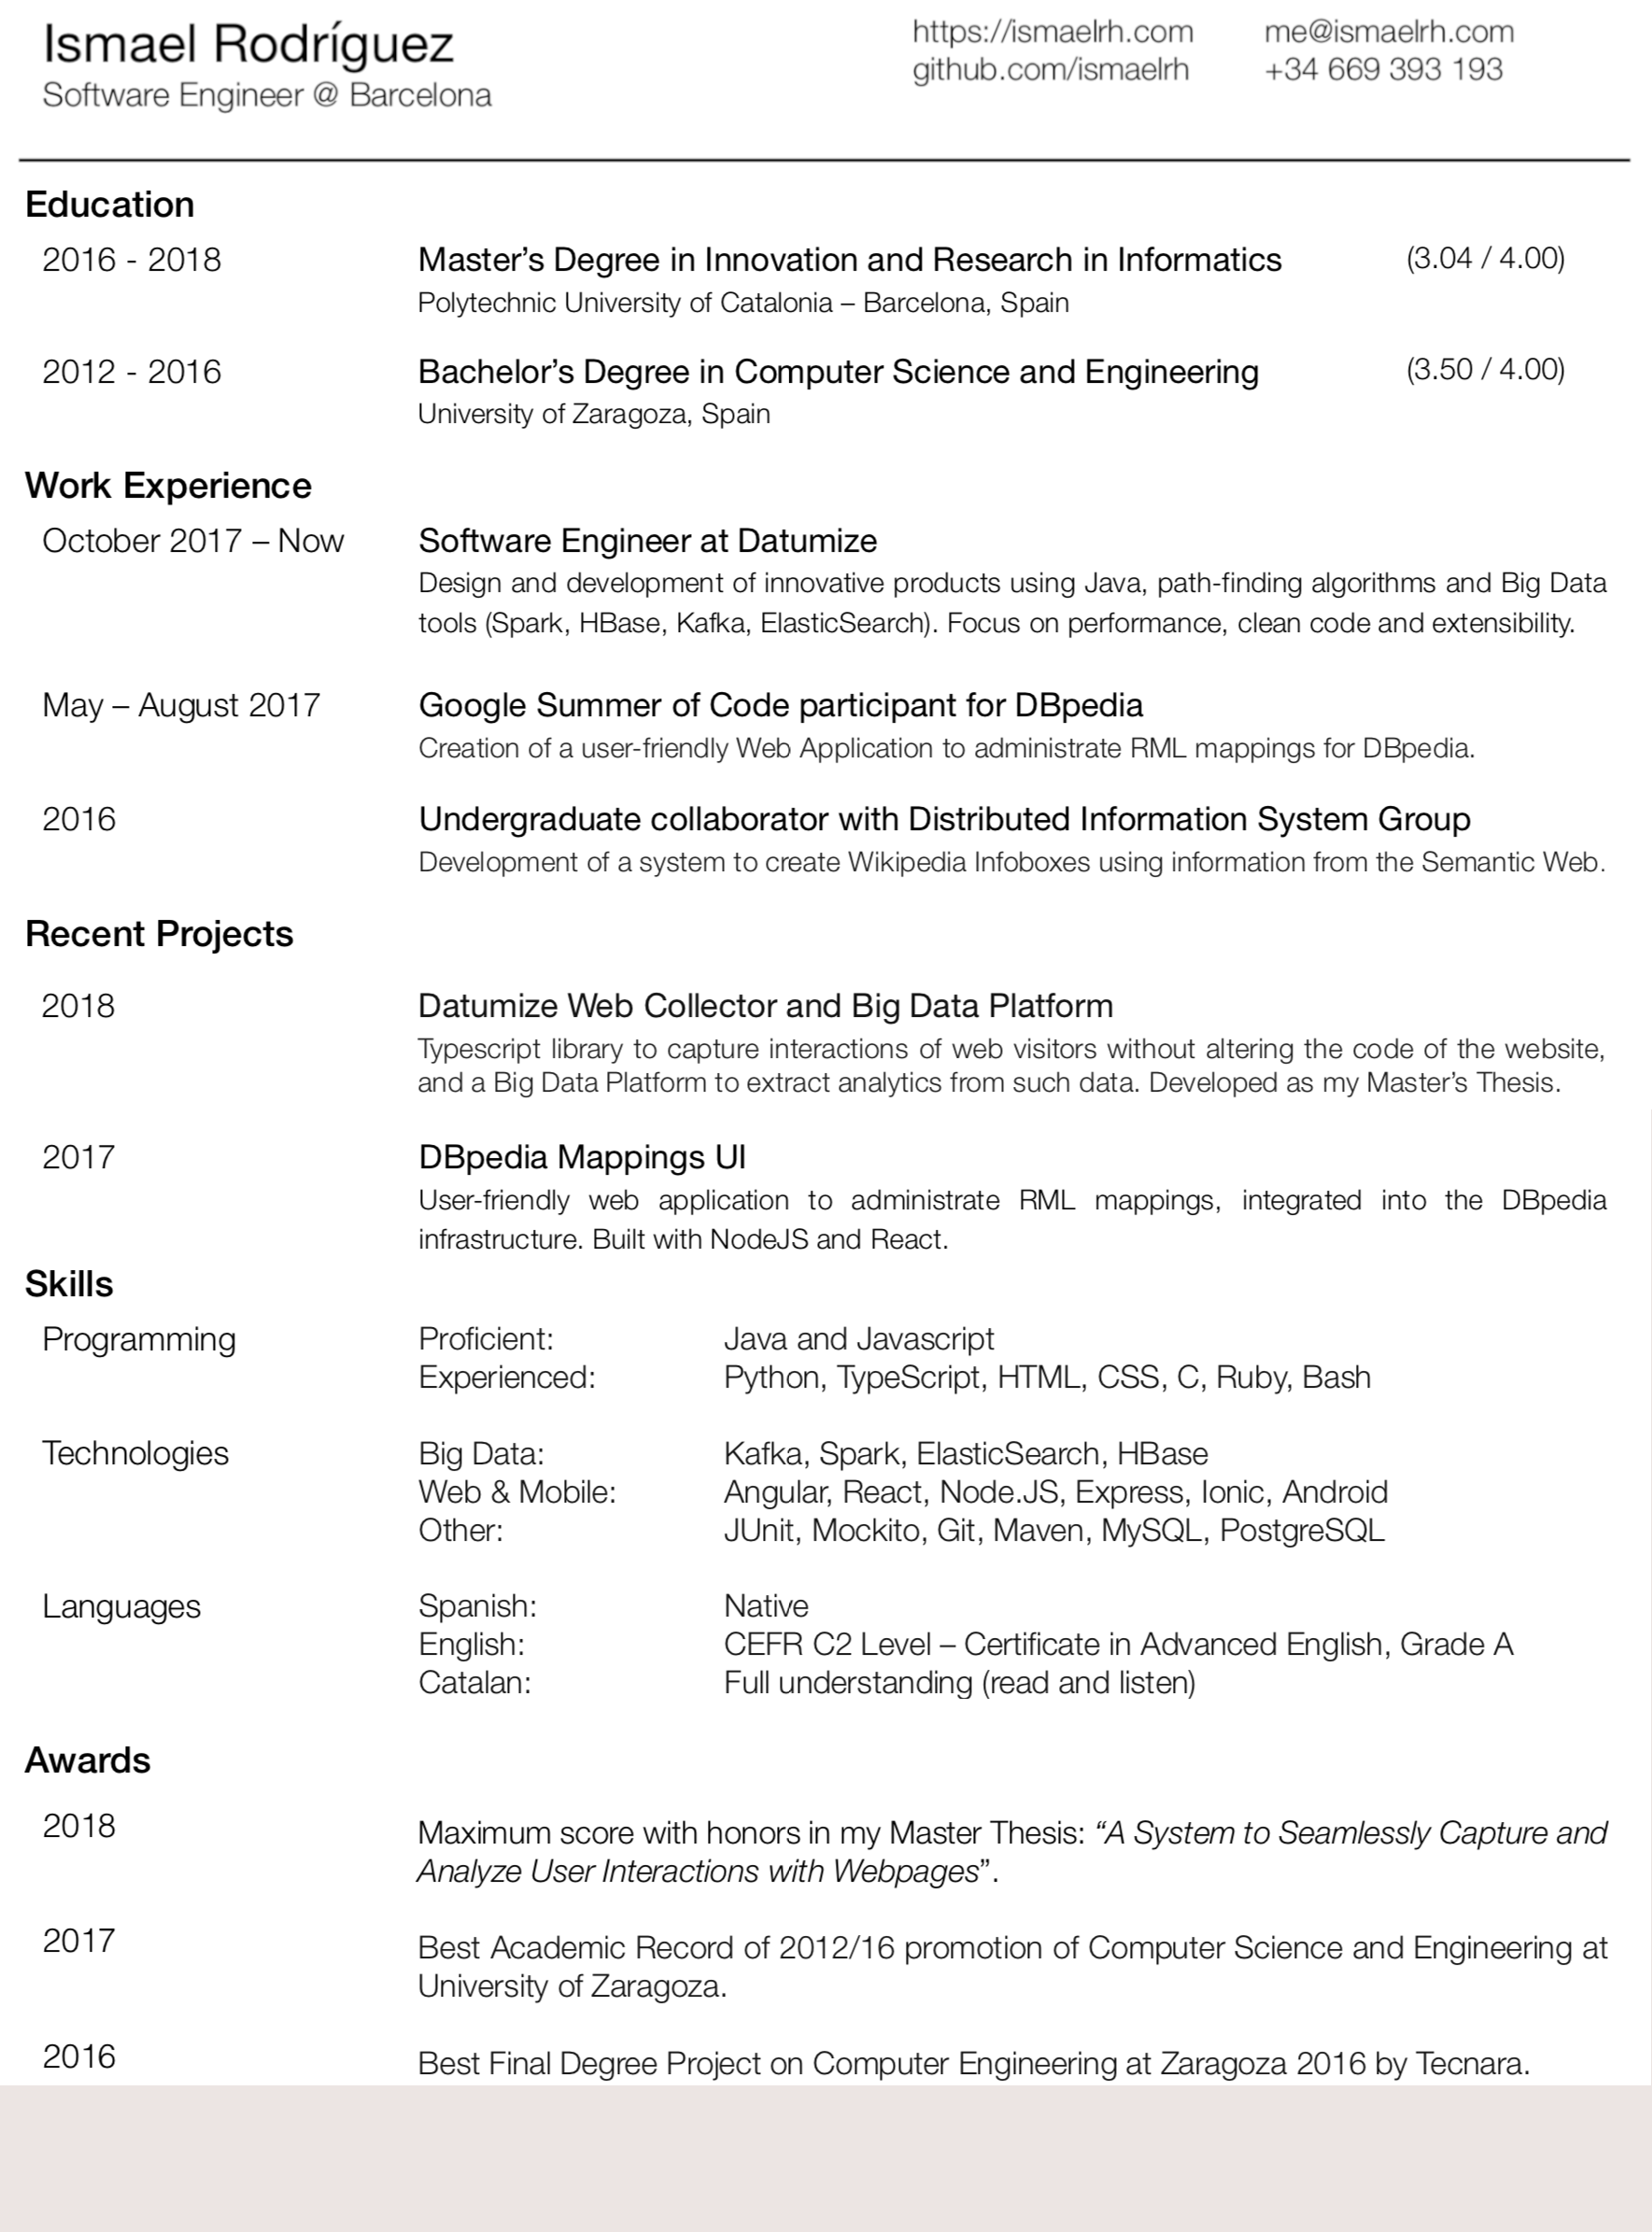 Ismael Rodríguez
Software Engineer @ Barcelona
https://ismaelrh.com me@ismaelrh.com
github.com/ismaelrh +34 669 393 193
Education
2016 - 2018 Master’s Degree in Innovation and Research in Informatics (3.04 / 4.00)
Polytechnic University of Catalonia – Barcelona, Spain
2012 - 2016 Bachelor’s Degree in Computer Science and Engineering (3.50 / 4.00)
University of Zaragoza, Spain
Work Experience
October 2017 – Now Software Engineer at Datumize
Design and development of innovative products using Java, path-finding algorithms and Big Data
tools (Spark, HBase, Kafka, ElasticSearch). Focus on performance, clean code and extensibility.
May – August 2017 Google Summer of Code participant for DBpedia
Creation of a user-friendly Web Application to administrate RML mappings for DBpedia.
2016 Undergraduate collaborator with Distributed Information System Group
Development of a system to create Wikipedia Infoboxes using information from the Semantic Web.
Recent Projects
2018 Datumize Web Collector and Big Data Platform
Typescript library to capture interactions of web visitors without altering the code of the website,
and a Big Data Platform to extract analytics from such data. Developed as my Master’s Thesis.
2017 DBpedia Mappings UI
User-friendly web application to administrate RML mappings, integrated into the DBpedia
infrastructure. Built with NodeJS and React.
Skills
Programming Proficient: Java and Javascript
Experienced: Python, TypeScript, HTML, CSS, C, Ruby, Bash
Technologies Big Data: Kafka, Spark, ElasticSearch, HBase
Web & Mobile: Angular, React, Node.JS, Express, Ionic, Android
Other: JUnit, Mockito, Git, Maven, MySQL, PostgreSQL
Languages Spanish: Native
English: CEFR C2 Level – Certificate in Advanced English, Grade A
Catalan: Full understanding (read and listen)
Awards
2018 Maximum score with honors in my Master Thesis: “A System to Seamlessly Capture and
Analyze User Interactions with Webpages”.
2017 Best Academic Record of 2012/16 promotion of Computer Science and Engineering at
University of Zaragoza.
2016 Best Final Degree Project on Computer Engineering at Zaragoza 2016 by Tecnara.